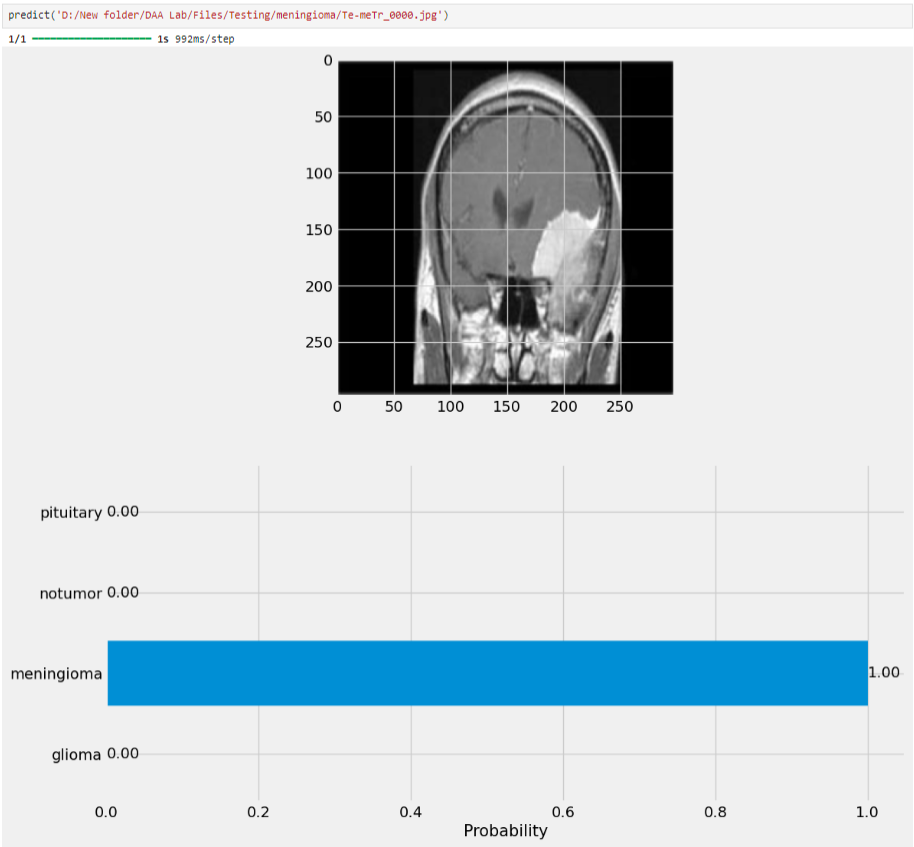 predict('D:/New folder/DAA Lab/Files/Testing/meningioma/Te-meTr_0000.jpg')
1/1 1s 992ms/step
0
50
100
150
200
250
0 50 100 150 200 250
pituitary 0.00
notumor 0.00
meningioma 1.00
glioma 0.00
0.0 0.2 0.4 0.6 0.8 1.0
Probability